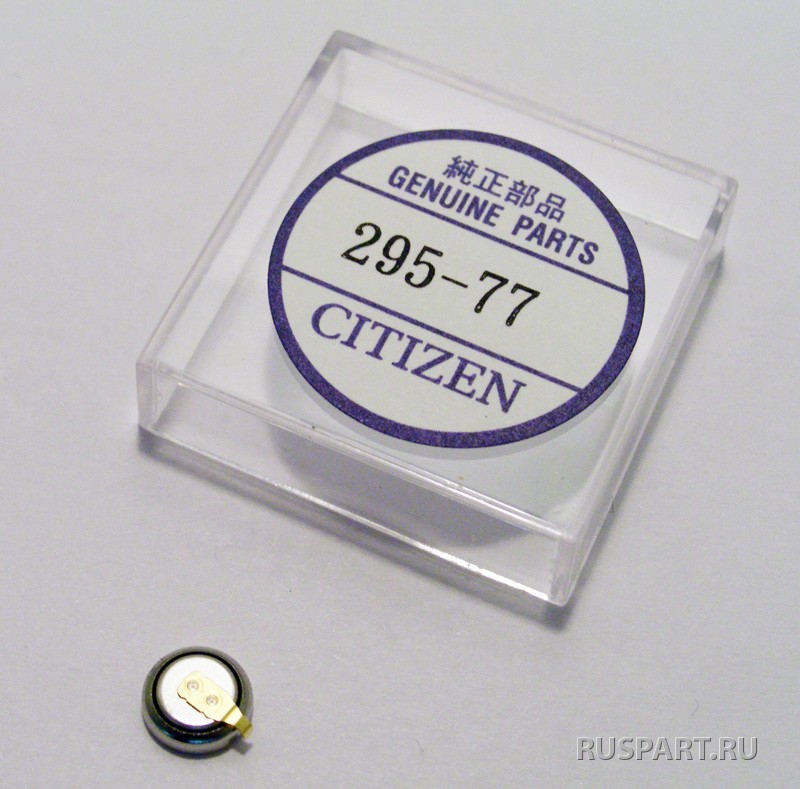 純正部品
GENUINE PARTS
295-77
CITIZEN
RUSPART.RU